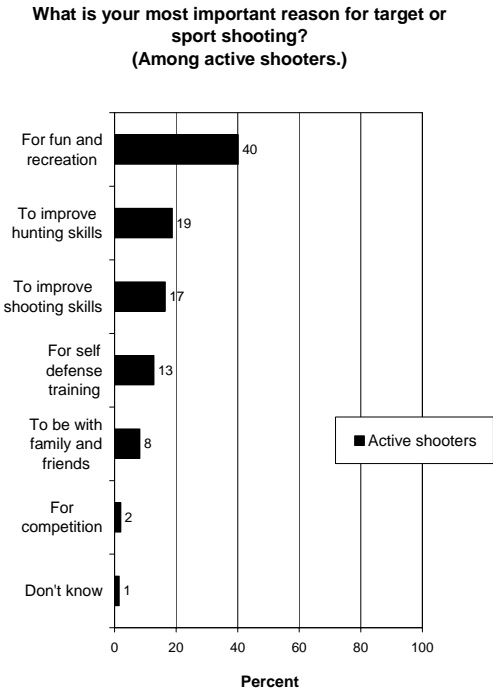 What is your most important reason for target or
sport shooting?
(Among active shooters.)
For fun and
recreation
40
To improve
hunting skills
19
To improve
shooting skills
17
For self
defense
training
13
To be with
family and
friends
8
Active shooters
For
competition
2
Don't know
1
0 20 40 60 80 100
Percent